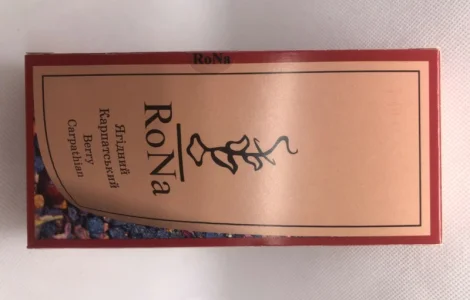 RoNa
RoNa
Ягідний
Карпатський
Berry
Carpathian